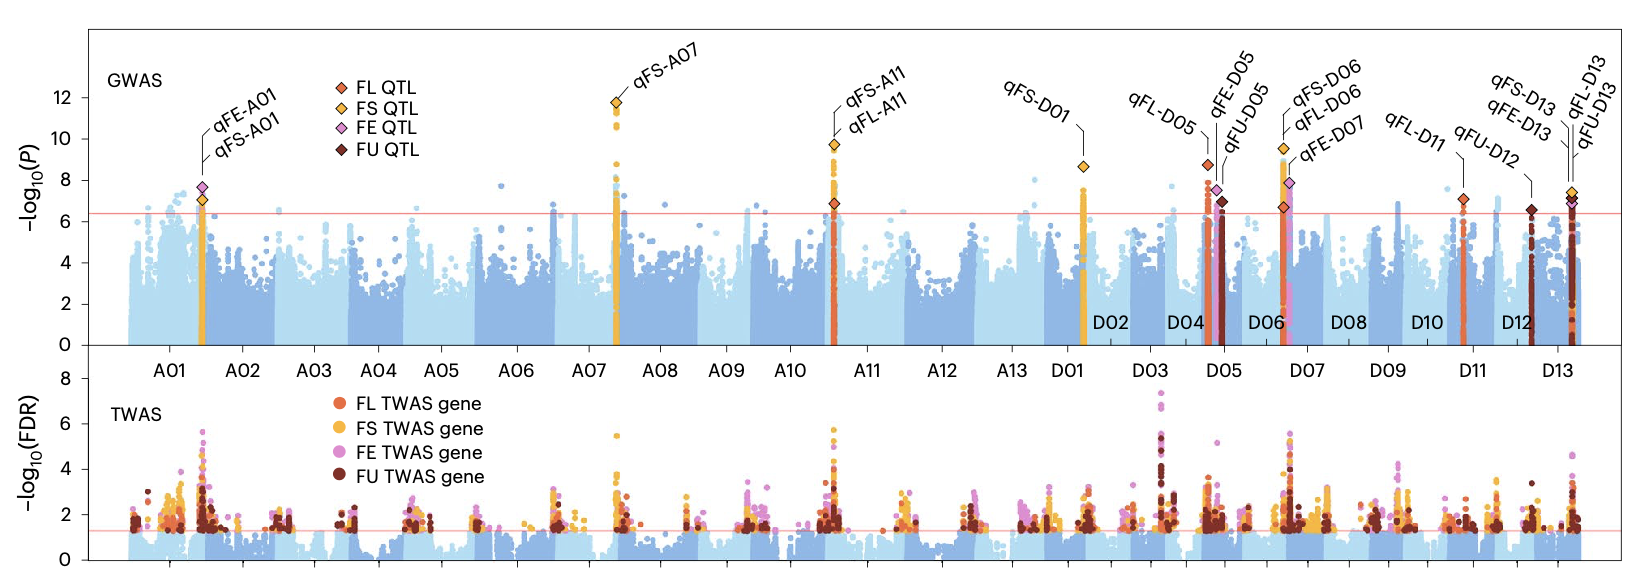 GWAS
FL QTL
FS QTL
FE QTL
FU QTL
qFE-A01
qFS-A01
qFS-A07
qFS-A11
qFL-A11
qFS-D01
qFL-D05
qFE-D05
qFU-D05
qFS-D06
qFL-D06
qFE-D07
qFL-D11
qFU-D12
qFS-D13
qFE-D13
qFL-D13
qFU-D13
−log10(P)
12
10
8
6
4
2
0
D02 D04 D06 D08 D10 D12
A01 A02 A03 A04 A05 A06 A07 A08 A09 A10 A11 A12 A13 D01 D03 D05 D07 D09 D11 D13
TWAS
FL TWAS gene
FS TWAS gene
FE TWAS gene
FU TWAS gene
−log10(FDR)
8
6
4
2
0